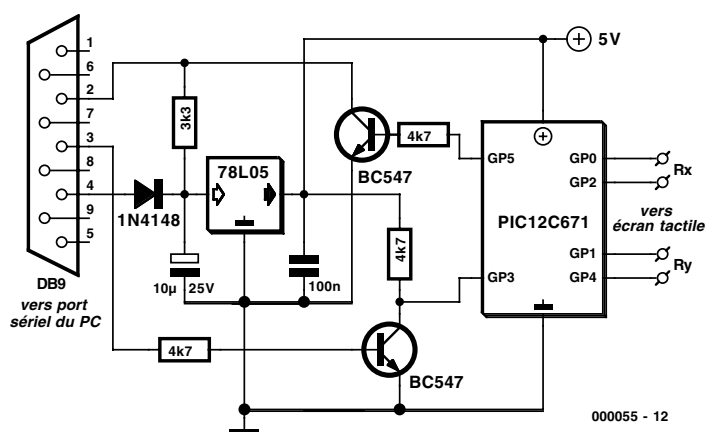 1
6
2
7
3
8
4
9
5
DB9
vers port
sériel du PC
3k3
1N4148
78L05
10µ 25V
100n
4k7
BC547
4k7
4k7
BC547
4k7
5V
GP5
GP3
PIC12C671
GP0
GP2
GP1
GP4
Rx
vers
écran tactile
Ry
000055 - 12